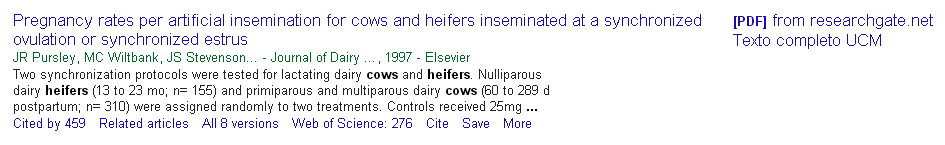 Pregnancy rates per artificial insemination for cows and heifers inseminated at a synchronized
ovulation or synchronized estrus
JR Pursley, MC Wiltbank, JS Stevenson... - Journal of Dairy ..., 1997 - Elsevier
Two synchronization protocols were tested for lactating dairy cows and heifers. Nulliparous
dairy heifers (13 to 23 mo; n= 155) and primiparous and multiparous dairy cows (60 to 289 d
postpartum; n= 310) were assigned randomly to two treatments. Controls received 25mg ...
Cited by 459 Related articles All 8 versions Web of Science: 276 Cite Save More
[PDF] from researchgate.net
Texto completo UCM